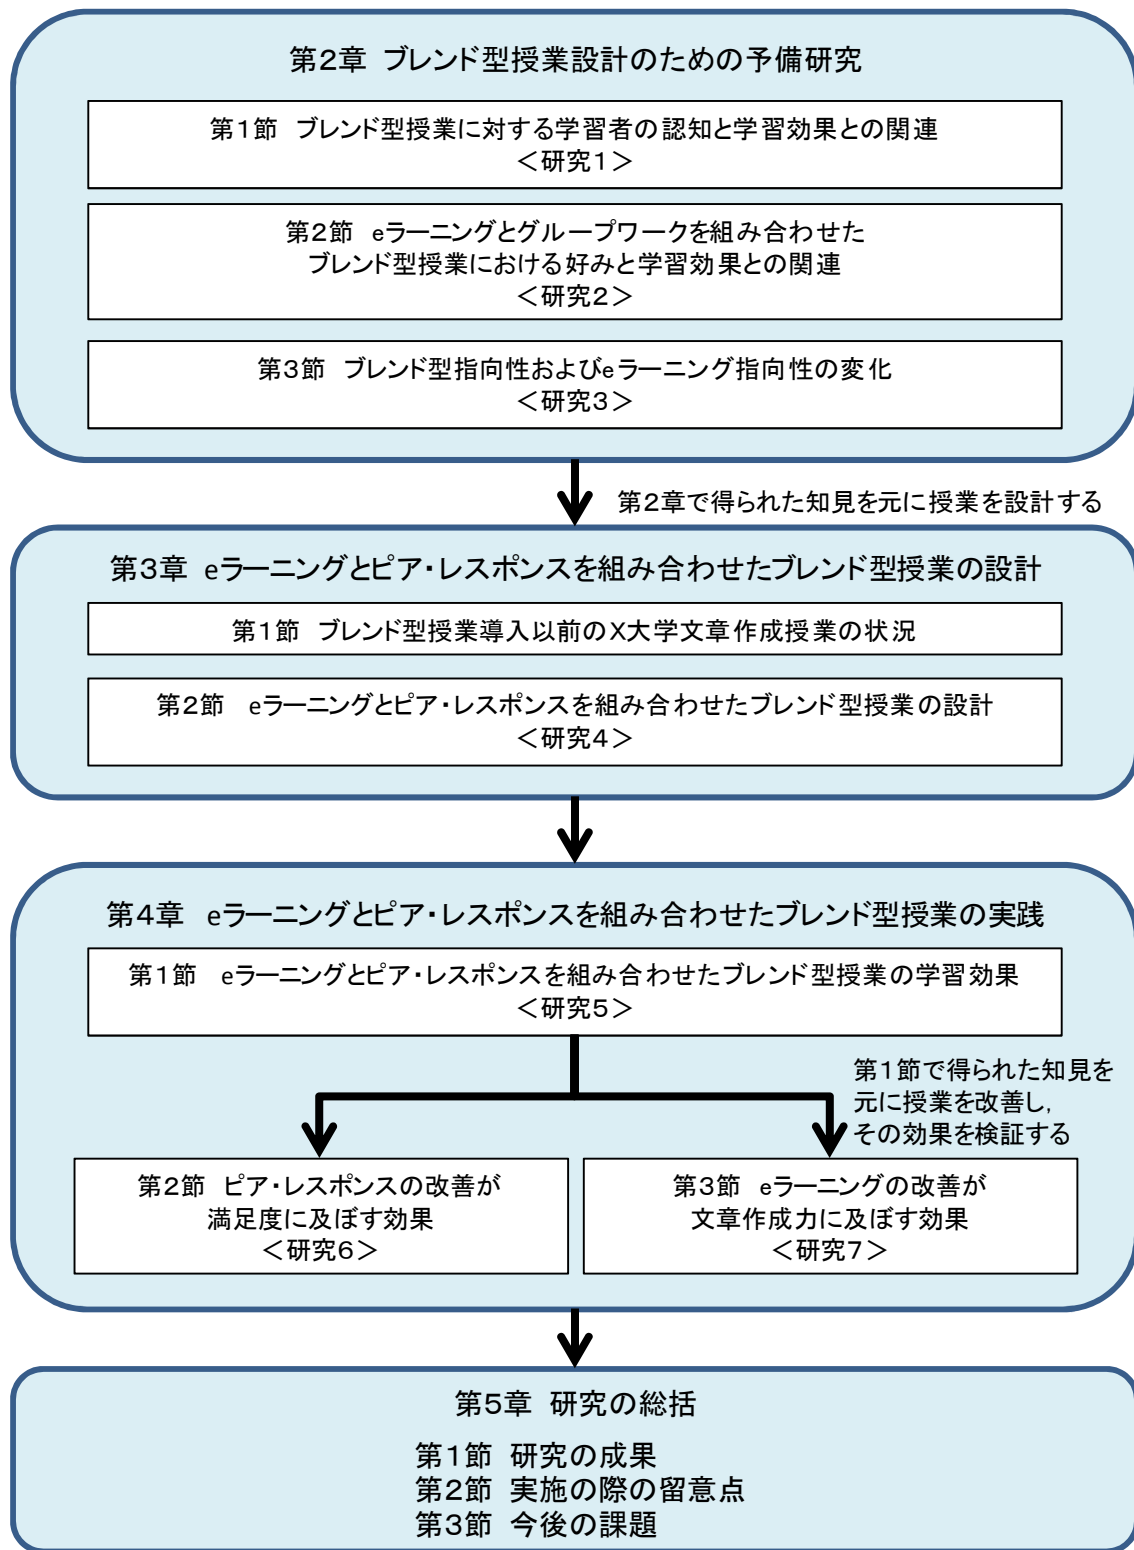 第２章 ブレンド型授業設計のための予備研究
第１節 ブレンド型授業に対する学習者の認知と学習効果との関連
＜研究１＞
第２節 eラーニングとグループワークを組み合わせた
ブレンド型授業における好みと学習効果との関連
＜研究２＞
第３節 ブレンド型指向性およびeラーニング指向性の変化
＜研究３＞
第２章で得られた知見を元に授業を設計する
第３章 eラーニングとピア・レスポンスを組み合わせたブレンド型授業の設計
第１節 ブレンド型授業導入以前のX大学文章作成授業の状況
第２節 eラーニングとピア・レスポンスを組み合わせたブレンド型授業の設計
＜研究４＞
第４章 eラーニングとピア・レスポンスを組み合わせたブレンド型授業の実践
第１節 eラーニングとピア・レスポンスを組み合わせたブレンド型授業の学習効果
＜研究５＞
第１節で得られた知見を
元に授業を改善し，
その効果を検証する
第２節 ピア・レスポンスの改善が
満足度に及ぼす効果
＜研究６＞
第３節 eラーニングの改善が
文章作成力に及ぼす効果
＜研究７＞
第５章 研究の総括
第１節 研究の成果
第２節 実施の際の留意点
第３節 今後の課題